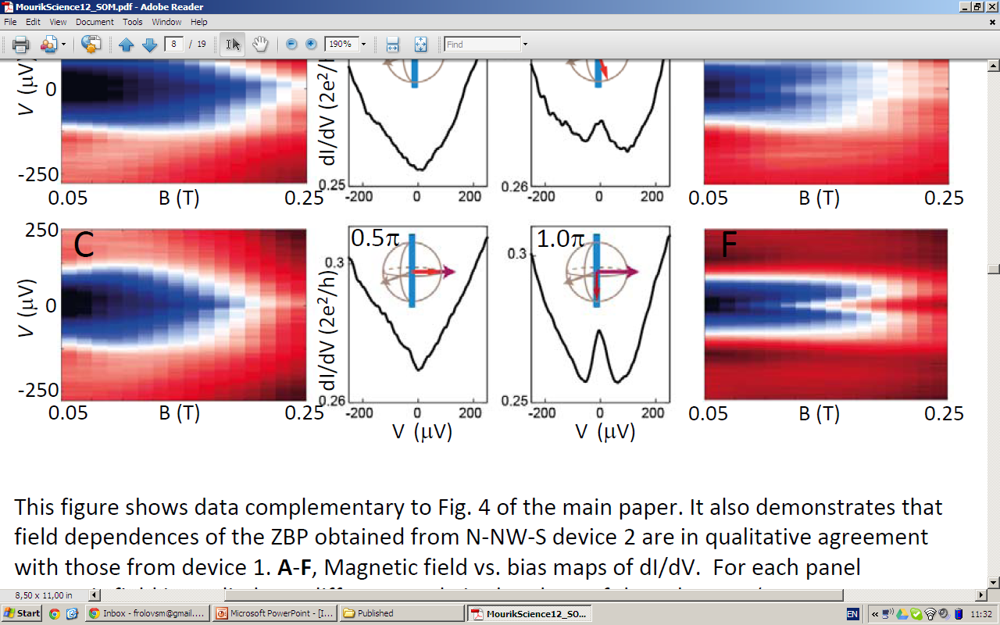 MourikScience12_SOM.pdf - Adobe Reader
File Edit View Document Tools Window Help
8 / 19 190% Find
V (μV) 0 -250
0.05 B (T) 0.25
dI/dV (2e²/h) 0.25
-200 0 200
0.26
-200 0 200
0.05 B (T) 0.25
250 C
V (μV) 0 -250
0.05 B (T) 0.25
0.5π
0.3
dI/dV (2e²/h)
0.26
-200 0 200
V (μV)
1.0π
0.3
0.25
-200 0 200
V (μV)
F
0.05 B (T) 0.25
This figure shows data complementary to Fig. 4 of the main paper. It also demonstrates that
field dependences of the ZBP obtained from N-NW-S device 2 are in qualitative agreement
with those from device 1. A-F, Magnetic field vs. bias maps of dI/dV. For each panel
8,50 x 11,00 in
Start Inbox - frolovsm@gmail.... Microsoft PowerPoint - [I... Published MourikScience12_SO... EN « 11:32